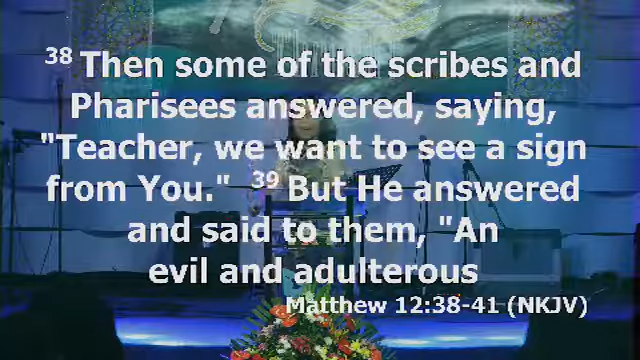 38 Then some of the scribes and
Pharisees answered, saying,
"Teacher, we want to see a sign
from You." 39 But He answered
and said to them, "An
evil and adulterous
Matthew 12:38-41 (NKJV)